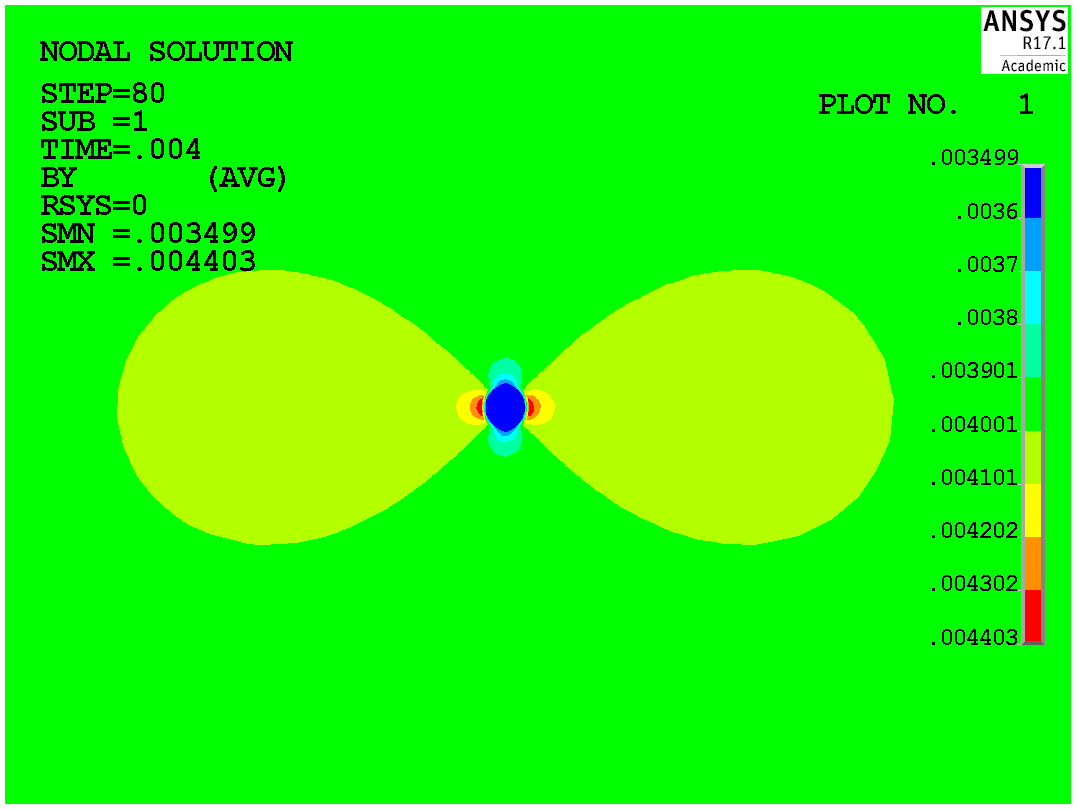 NODAL SOLUTION
STEP=80
SUB =1
TIME=.004
BY (AVG)
RSYS=0
SMN =.003499
SMX =.004403
ANSYS
R17.1
Academic
PLOT NO. 1
.003499
.0036
.0037
.0038
.003901
.004001
.004101
.004202
.004302
.004403